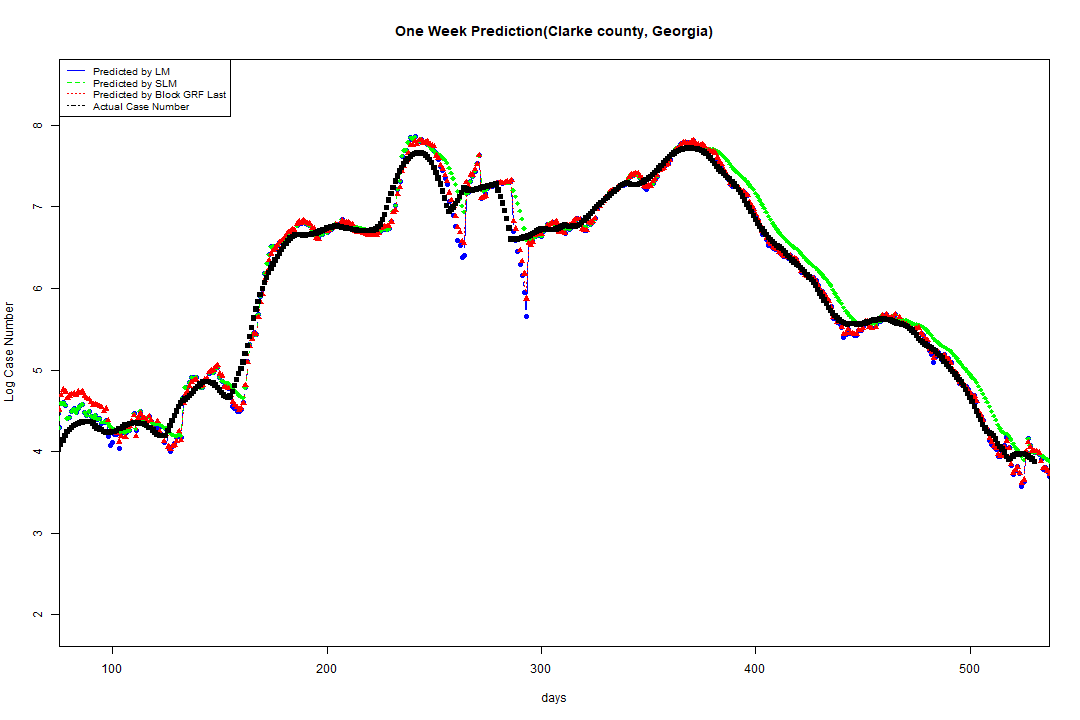 One Week Prediction(Clarke county, Georgia)
Predicted by LM
Predicted by SLM
Predicted by Block GRF Last
Actual Case Number
Log Case Number
8
7
6
5
4
3
2
100 200 300 400 500
days